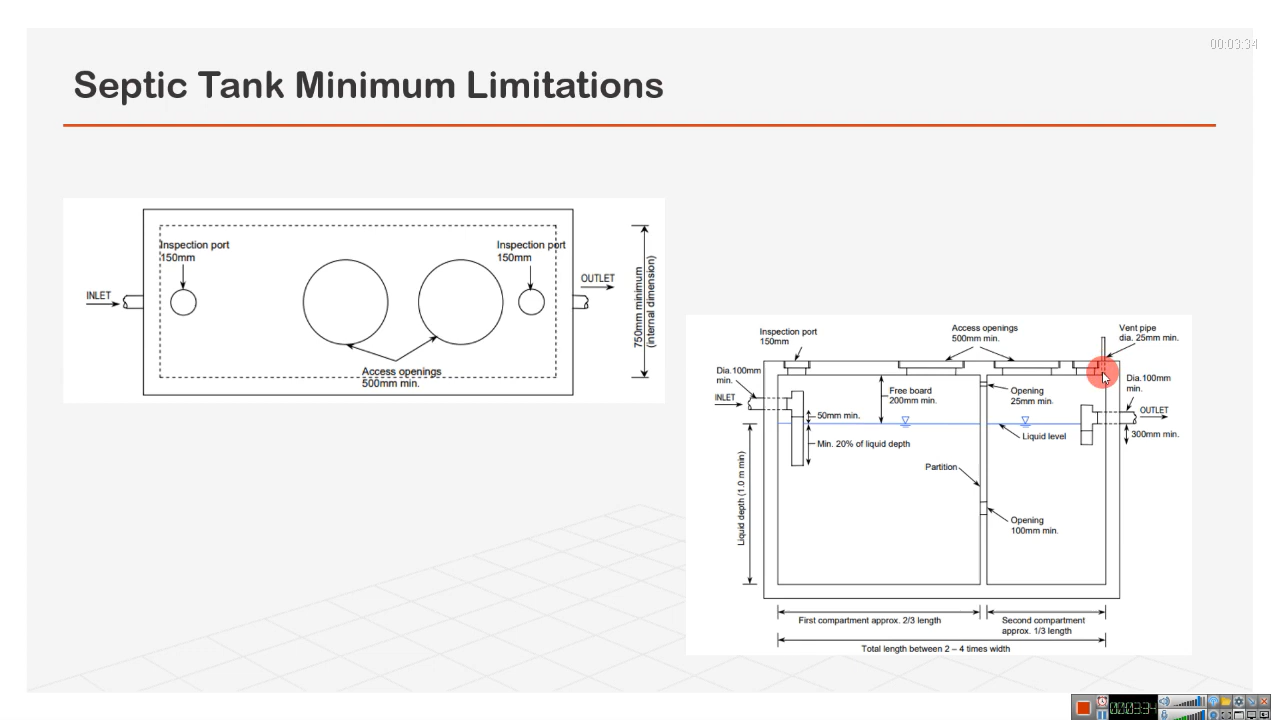 00:03:34
Septic Tank Minimum Limitations
Inspection port
150mm
Inspection port
150mm
INLET
OUTLET
Access openings
500mm min.
750mm minimum
(internal dimension)
Inspection port
150mm
Access openings
500mm min.
Vent pipe
dia. 25mm min.
Dia.100mm
min.
INLET
Free board
200mm min.
Opening
25mm min.
Dia.100mm
min.
OUTLET
50mm min.
Min. 20% of liquid depth
Liquid level
300mm min.
Liquid depth (1.0 m min)
Partition
Opening
100mm min.
First compartment approx. 2/3 length
Second compartment
approx. 1/3 length
Total length between 2 – 4 times width
00:03:34